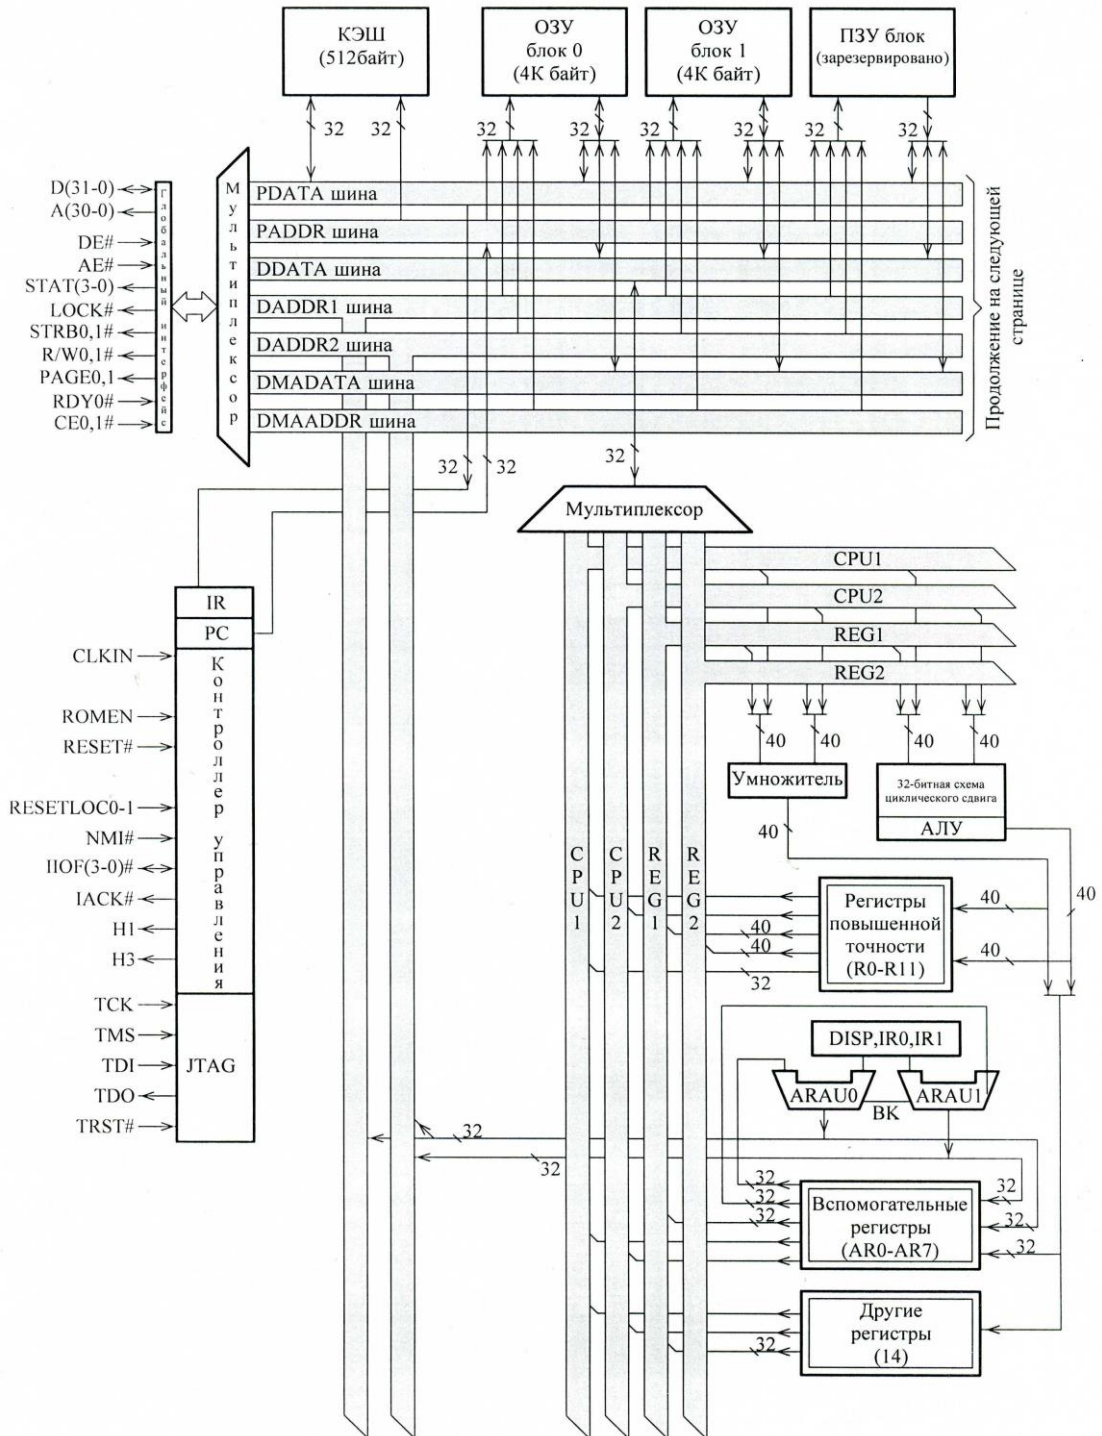 КЭШ
(512байт)
ОЗУ
блок 0
(4К байт)
ОЗУ
блок 1
(4К байт)
ПЗУ блок
(зарезервировано)
32
32
32
32
32
32
32
32
D(31-0)
A(30-0)
DE#
AE#
STAT(3-0)
LOCK#
STRB0,1#
R/W0,1#
PAGE0,1
RDY0#
CE0,1#
Глобальный интерфейс
Мультиплексор
PDATA шина
PADDR шина
DDATA шина
DADDR1 шина
DADDR2 шина
DMADATA шина
DMAADDR шина
Продолжение на следующей
странице
32
32
32
Мультиплексор
CPU1
CPU2
REG1
REG2
IR
PC
Контроллер управления
JTAG
CLKIN
ROMEN
RESET#
RESETLOC0-1
NMI#
IIOF(3-0)#
IACK#
H1
H3
TCK
TMS
TDI
TDO
TRST#
40
40
40
40
Умножитель
32-битная схема
циклического сдвига
АЛУ
40
CPU1
CPU2
REG1
REG2
Регистры
повышенной
точности
(R0-R11)
40
40
32
40
40
40
DISP,IR0,IR1
ARAU0
ARAU1
ВК
32
32
32
32
32
Вспомогательные
регистры
(AR0-AR7)
32
32
32
Другие
регистры
(14)
32